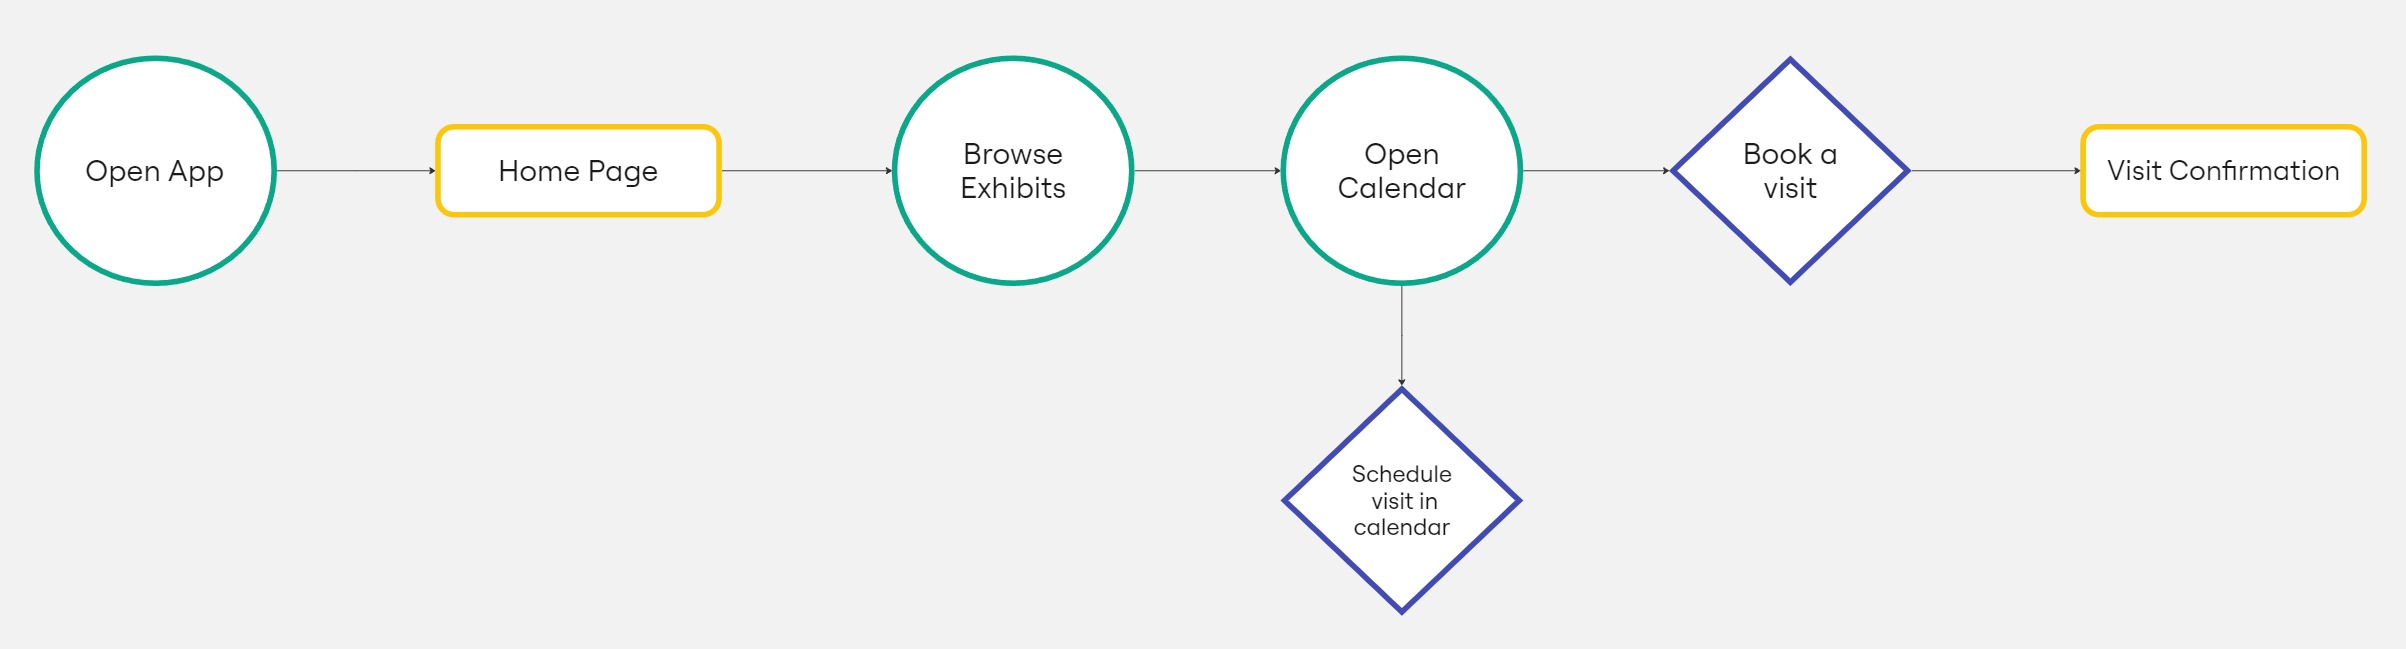 Open App
Home Page
Browse
Exhibits
Open
Calendar
Book a
visit
Visit Confirmation
Schedule
visit in
calendar